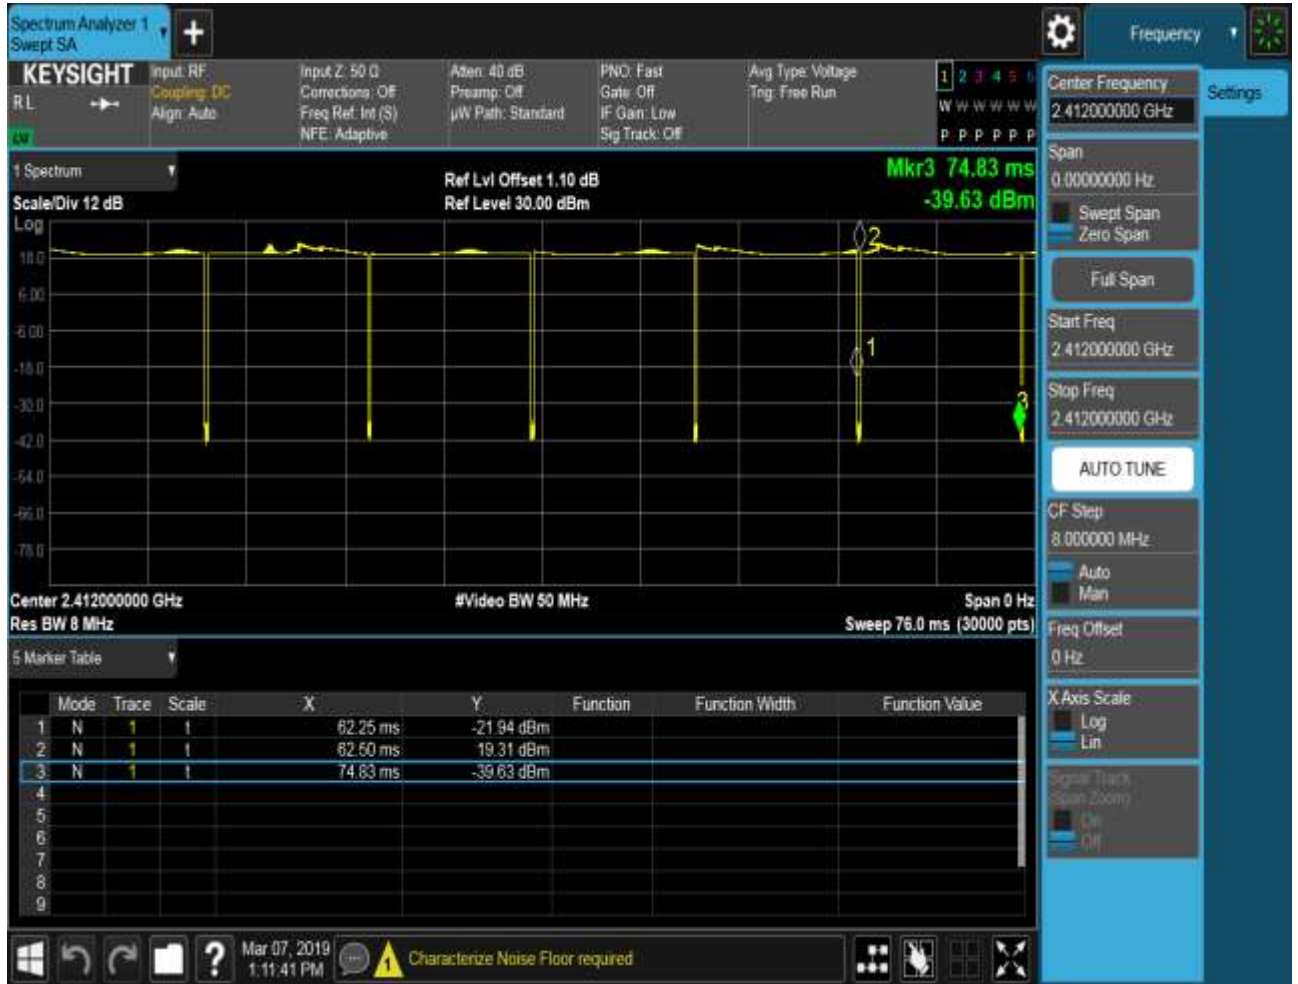 Spectrum Analyzer 1
Swept SA
+
Frequency
KEYSIGHT
RL
Input: RF
Coupling: DC
Align: Auto
Input Z: 50 Ω
Corrections: Off
Freq Ref: Int (S)
NFE: Adaptive
Atten: 40 dB
Preamp: Off
µW Path: Standard
PNO: Fast
Gate: Off
IF Gain: Low
Sig Track: Off
Avg Type: Voltage
Trig: Free Run
1 2 3 4 5 6
W W W W W W
P P P P P P
1 Spectrum
Scale/Div 12 dB
Log
Ref Lvl Offset 1.10 dB
Ref Level 30.00 dBm
Mkr3 74.83 ms
-39.63 dBm
18.0
6.00
-6.00
-18.0
-30.0
-42.0
-54.0
-66.0
-78.0
2
1
3
Center 2.412000000 GHz
Res BW 8 MHz
#Video BW 50 MHz
Span 0 Hz
Sweep 76.0 ms (30000 pts)
5 Marker Table
Mode Trace Scale X Y Function Function Width Function Value
1 N 1 t 62.25 ms -21.94 dBm
2 N 1 t 62.50 ms 19.31 dBm
3 N 1 t 74.83 ms -39.63 dBm
4
5
6
7
8
9
Center Frequency
2.412000000 GHz
Settings
Span
0.00000000 Hz
Swept Span
Zero Span
Full Span
Start Freq
2.412000000 GHz
Stop Freq
2.412000000 GHz
AUTO TUNE
CF Step
8.000000 MHz
Auto
Man
Freq Offset
0 Hz
X Axis Scale
Log
Lin
Signal Track
(Span Zoom)
On
Off
?
Mar 07, 2019
1:11:41 PM
1
Characterize Noise Floor required